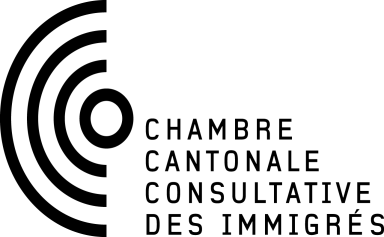 CHAMBRE
CANTONALE
CONSULTATIVE
DES IMMIGRÉS